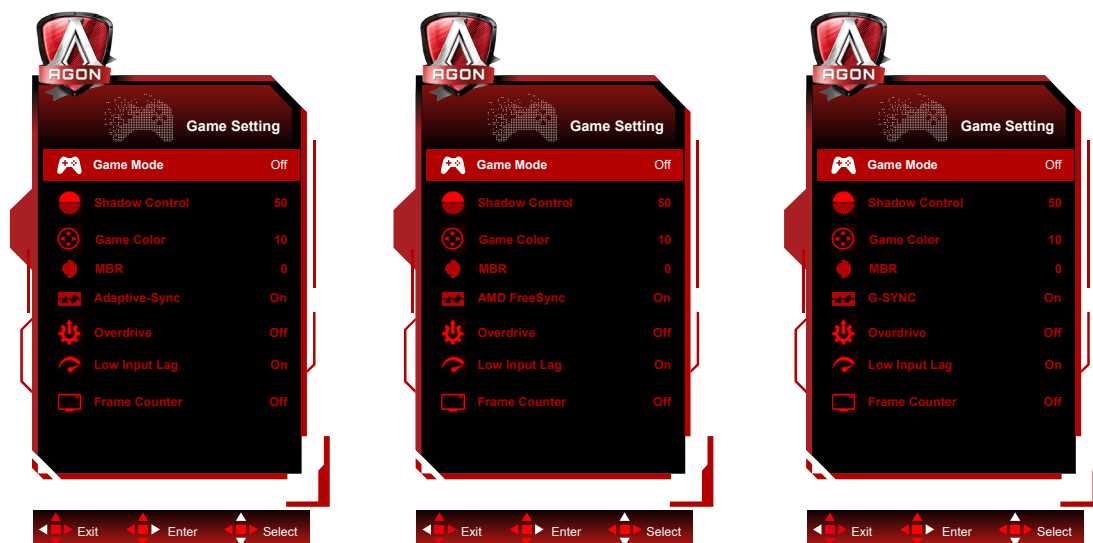 AGON
Game Setting
Game Mode Off
Shadow Control 50
Game Color 10
MBR 0
Adaptive-Sync On
Overdrive Off
Low Input Lag On
Frame Counter Off
Exit Enter Select
AGON
Game Setting
Game Mode Off
Shadow Control 50
Game Color 10
MBR 0
AMD FreeSync On
Overdrive Off
Low Input Lag On
Frame Counter Off
Exit Enter Select
AGON
Game Setting
Game Mode Off
Shadow Control 50
Game Color 10
MBR 0
G-SYNC On
Overdrive Off
Low Input Lag On
Frame Counter Off
Exit Enter Select